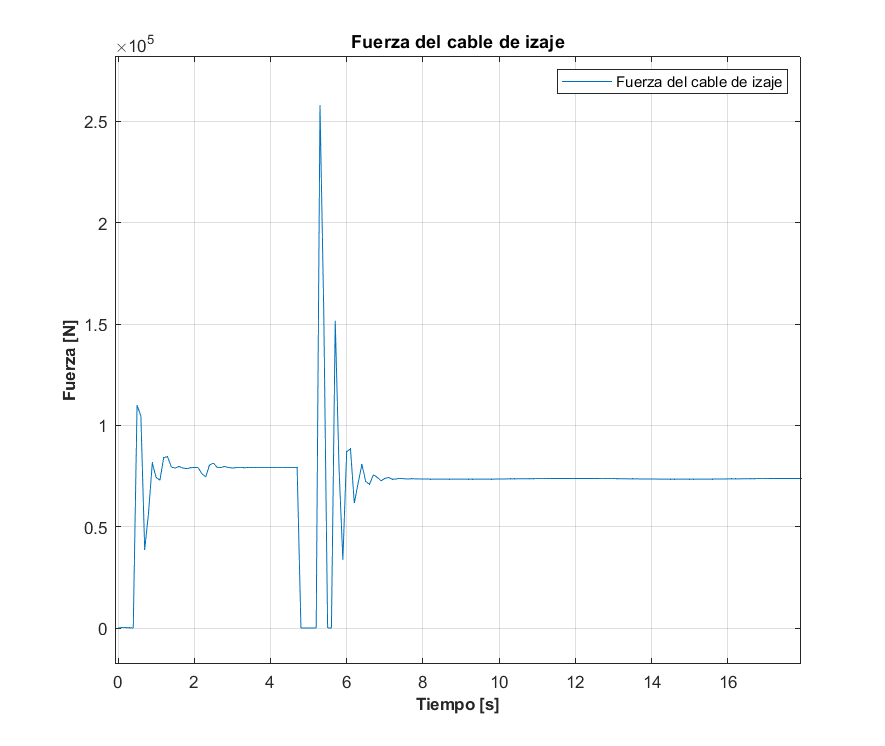 Fuerza del cable de izaje
×10^5
Fuerza del cable de izaje
2.5
2
1.5
1
0.5
0
Fuerza [N]
0 2 4 6 8 10 12 14 16
Tiempo [s]